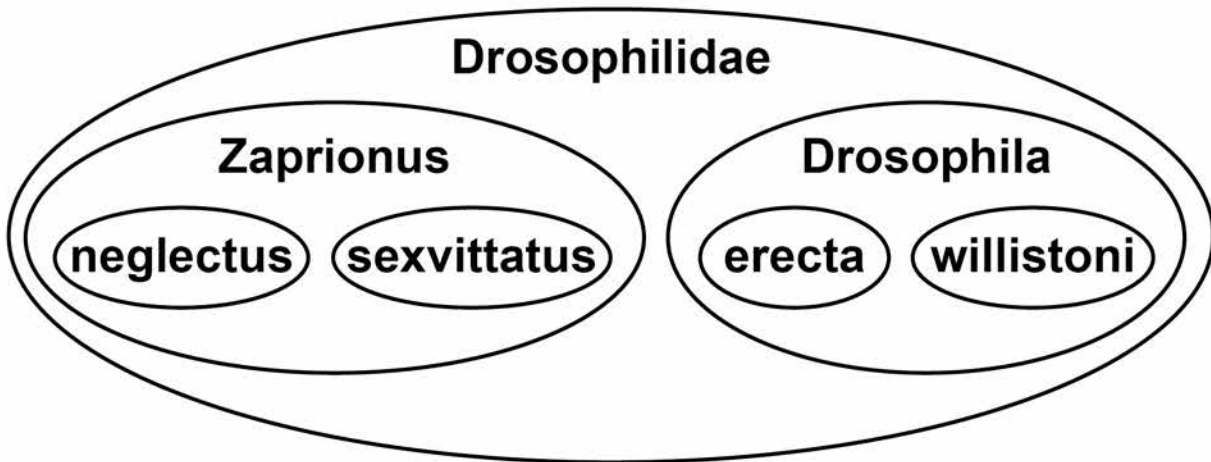 Drosophilidae
Zaprionus
Drosophila
neglectus
sexvittatus
erecta
willistoni